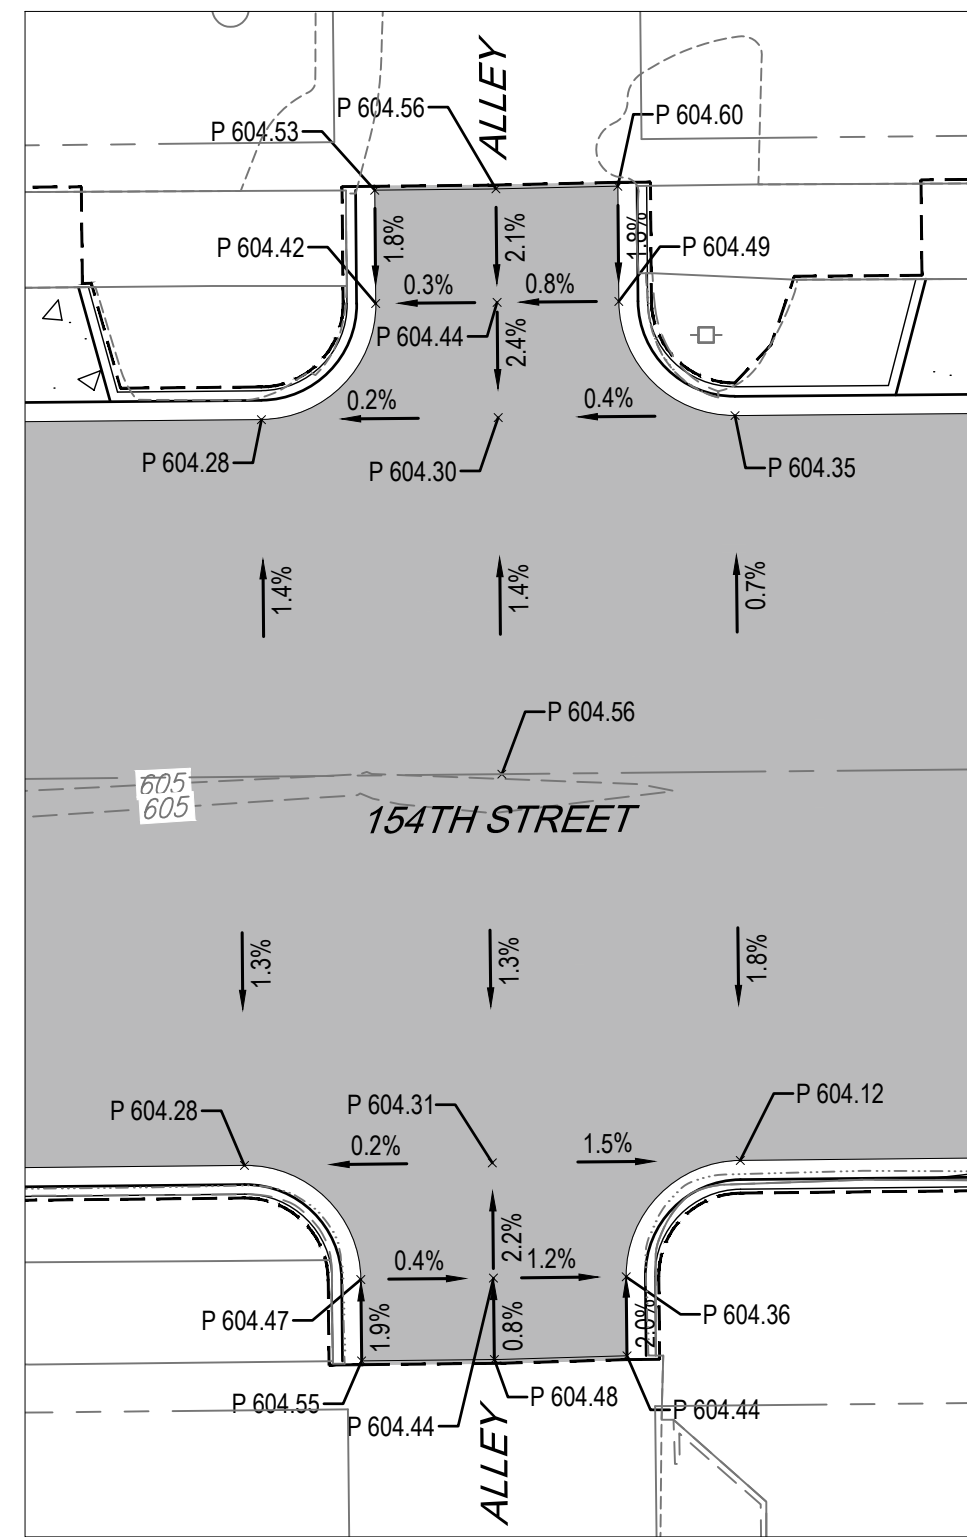 ALLEY
P 604.56
P 604.53
P 604.60
1.8%
2.1%
1.8%
P 604.42
P 604.49
0.3%
0.8%
P 604.44
2.4%
0.2%
0.4%
P 604.28
P 604.30
P 604.35
1.4%
1.4%
0.7%
P 604.56
605
605
154TH STREET
1.3%
1.3%
1.8%
P 604.28
P 604.31
P 604.12
0.2%
1.5%
2.2%
0.4%
1.2%
P 604.47
P 604.36
1.9%
0.8%
2.0%
P 604.55
P 604.44
P 604.48
P 604.44
ALLEY